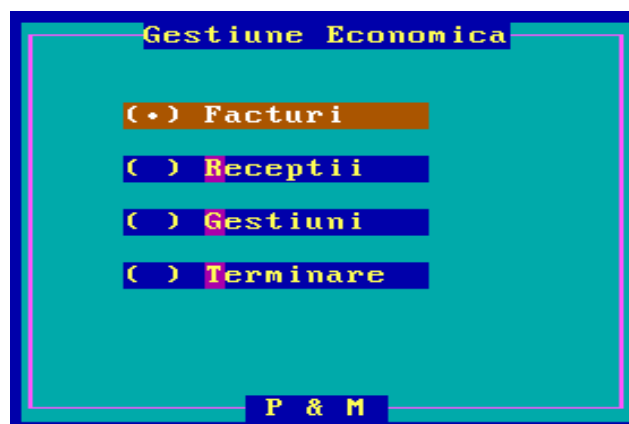 Gestiune Economica
(•) Facturi
( ) Receptii
( ) Gestiuni
( ) Terminare
P & M